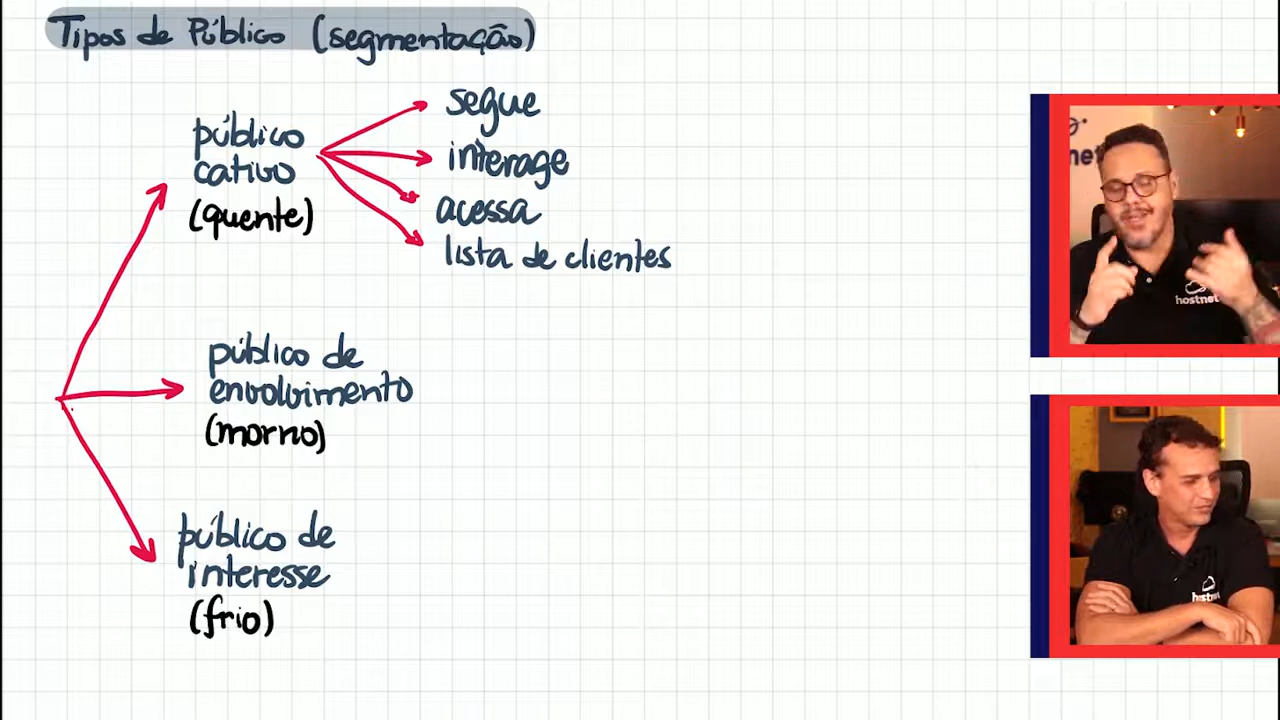 Tipos de Público (segmentação)
público
cativo
(quente)
segue
interage
acessa
lista de clientes
público de
envolvimento
(morno)
público de
interesse
(frio)
net
hostnet
hostnet